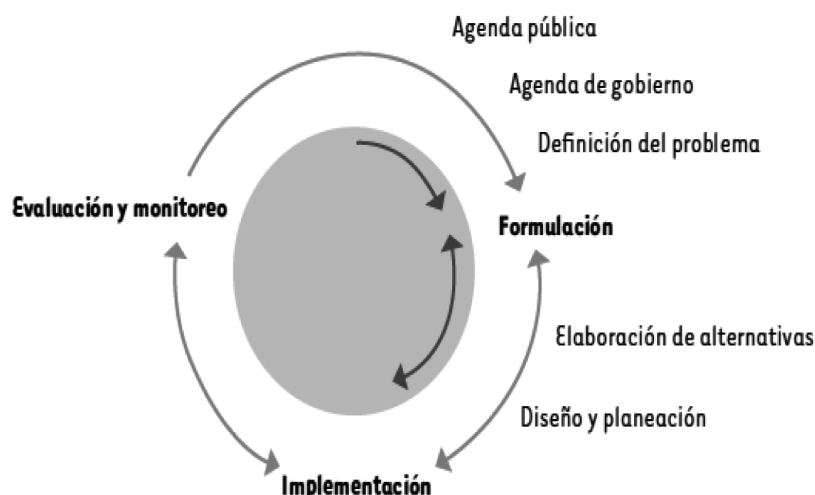 Agenda pública
Agenda de gobierno
Definición del problema
Evaluación y monitoreo
Formulación
Elaboración de alternativas
Diseño y planeación
Implementación